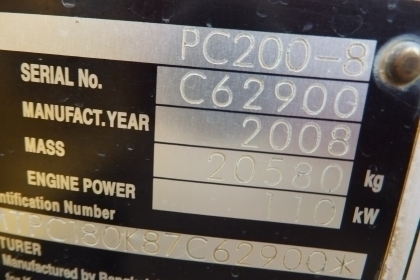 PC200-8
SERIAL No. C62900
MANUFACT.YEAR 2008
MASS 20580 kg
ENGINE POWER 110 kW
ntification Number
PC180K87C62900*
TURER
Manufactured by